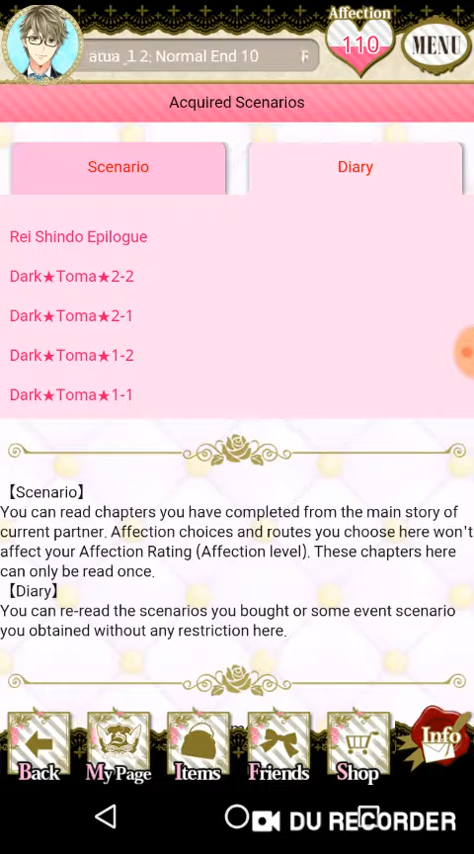 Affection
110
MENU
1 2; Normal End 10
Acquired Scenarios
Scenario
Diary
Rei Shindo Epilogue
Dark★Toma★2-2
Dark★Toma★2-1
Dark★Toma★1-2
Dark★Toma★1-1
【Scenario】
You can read chapters you have completed from the main story of
current partner. Affection choices and routes you choose here won't
affect your Affection Rating (Affection level). These chapters here
can only be read once.
【Diary】
You can re-read the scenarios you bought or some event scenario
you obtained without any restriction here.
Back
My Page
Items
Friends
Shop
Info
DU RECORDER